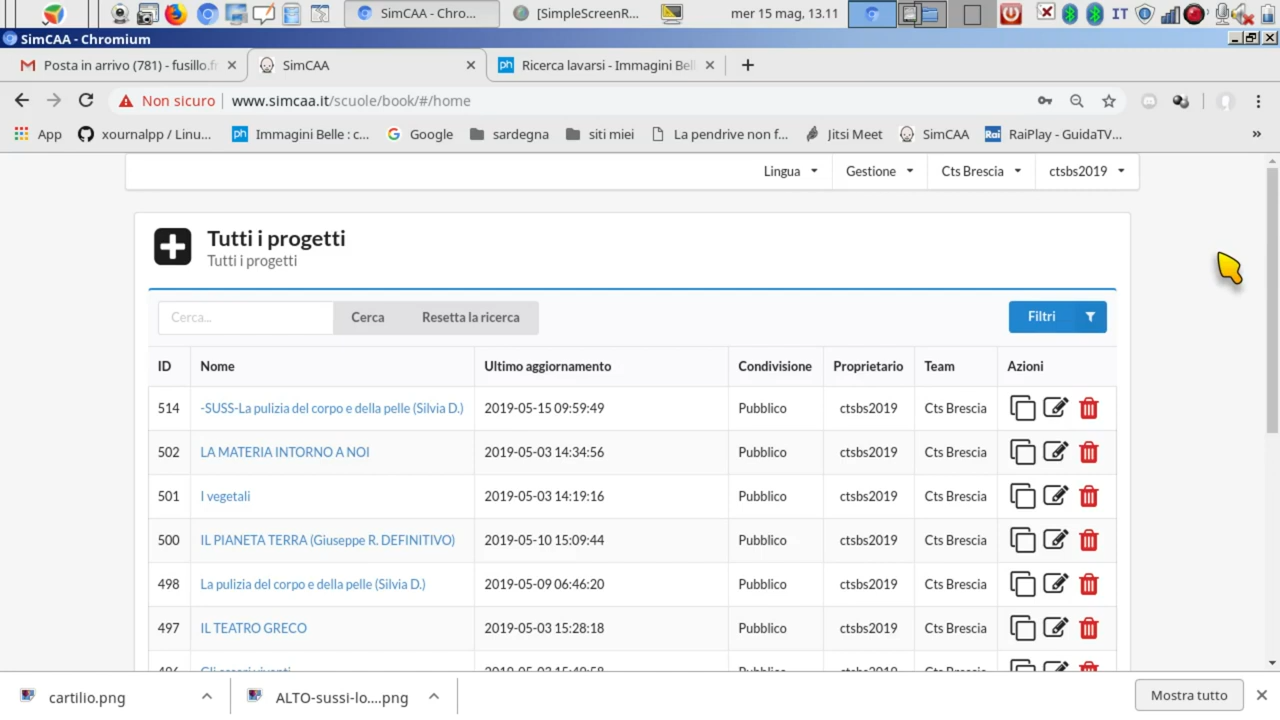 SimCAA - Chro... [SimpleScreenR... mer 15 mag, 13.11 IT
SimCAA - Chromium
Posta in arrivo (781) - fusillo.f SimCAA Ricerca lavarsi - Immagini Bel
Non sicuro www.simcaa.it/scuole/book/#/home
App xournalpp / Linu... ph Immagini Belle : c... Google sardegna siti miei La pendrive non f... Jitsi Meet SimCAA Rai RaiPlay - GuidaTV... »
Lingua Gestione Cts Brescia ctsbs2019
Tutti i progetti
Tutti i progetti
Cerca... Cerca Resetta la ricerca Filtri
ID Nome Ultimo aggiornamento Condivisione Proprietario Team Azioni
514 -SUSS-La pulizia del corpo e della pelle (Silvia D.) 2019-05-15 09:59:49 Pubblico ctsbs2019 Cts Brescia
502 LA MATERIA INTORNO A NOI 2019-05-03 14:34:56 Pubblico ctsbs2019 Cts Brescia
501 I vegetali 2019-05-03 14:19:16 Pubblico ctsbs2019 Cts Brescia
500 IL PIANETA TERRA (Giuseppe R. DEFINITIVO) 2019-05-10 15:09:44 Pubblico ctsbs2019 Cts Brescia
498 La pulizia del corpo e della pelle (Silvia D.) 2019-05-09 06:46:20 Pubblico ctsbs2019 Cts Brescia
497 IL TEATRO GRECO 2019-05-03 15:28:18 Pubblico ctsbs2019 Cts Brescia
cartilio.png ALTO-sussi-lo....png Mostra tutto